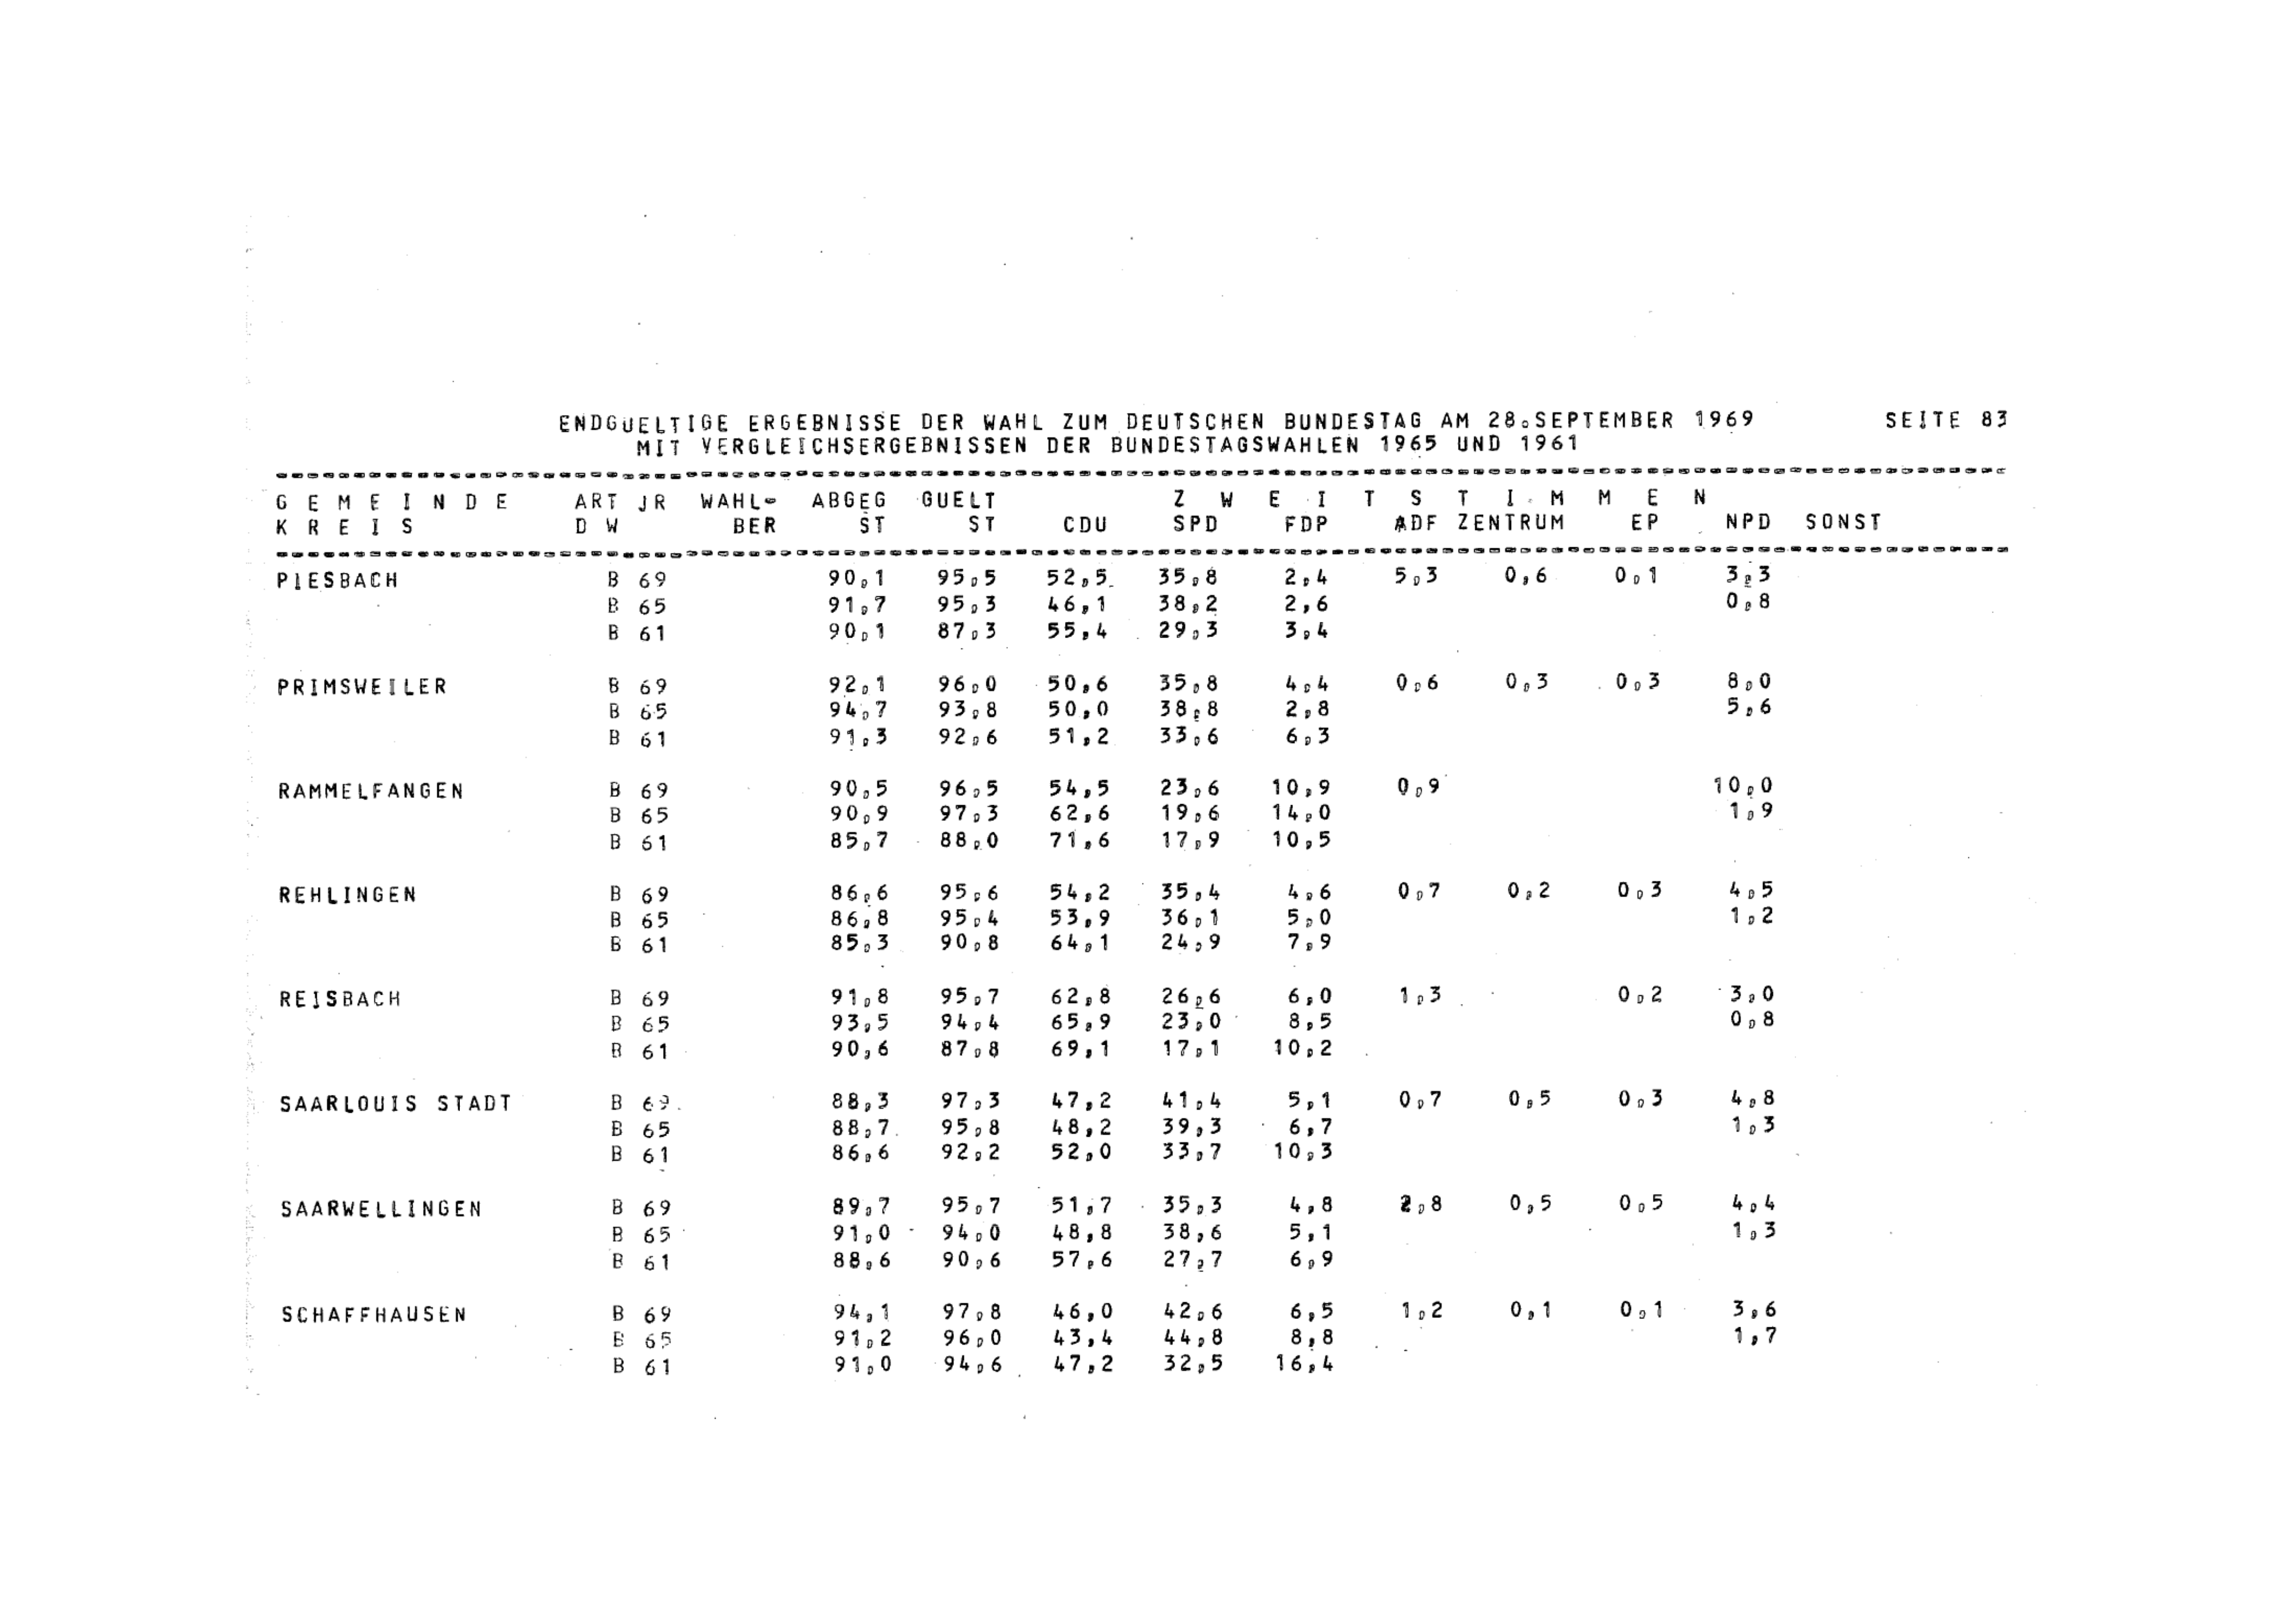 ENDGUELTIGE ERGEBNISSE DER WAHL ZUM DEUTSCHEN BUNDESTAG AM 28.SEPTEMBER 1969 SEITE 83
MIT VERGLEICHSERGEBNISSEN DER BUNDESTAGSWAHLEN 1965 UND 1961
G E M E I N D E ART JR WAHL- ABGEG GUELT Z W E I T S T I M M E N
K R E I S D W BER ST ST CDU SPD FDP ADF ZENTRUM EP NPD SONST
PIESBACH B 69 90,1 95,5 52,5 35,8 2,4 5,3 0,6 0,1 3,3
B 65 91,7 95,3 46,1 38,2 2,6 0,8
B 61 90,1 87,3 55,4 29,3 3,4
PRIMSWEILER B 69 92,1 96,0 50,6 35,8 4,4 0,6 0,3 0,3 8,0
B 65 94,7 93,8 50,0 38,8 2,8 5,6
B 61 91,3 92,6 51,2 33,6 6,3
RAMMELFANGEN B 69 90,5 96,5 54,5 23,6 10,9 0,9 10,0
B 65 90,9 97,3 62,6 19,6 14,0 1,9
B 61 85,7 88,0 71,6 17,9 10,5
REHLINGEN B 69 86,6 95,6 54,2 35,4 4,6 0,7 0,2 0,3 4,5
B 65 86,8 95,4 53,9 36,1 5,0 1,2
B 61 85,3 90,8 64,1 24,9 7,9
REISBACH B 69 91,8 95,7 62,8 26,6 6,0 1,3 0,2 3,0
B 65 93,5 94,4 65,9 23,0 8,5 0,8
B 61 90,6 87,8 69,1 17,1 10,2
SAARLOUIS STADT B 69 88,3 97,3 47,2 41,4 5,1 0,7 0,5 0,3 4,8
B 65 88,7 95,8 48,2 39,3 6,7 1,3
B 61 86,6 92,2 52,0 33,7 10,3
SAARWELLINGEN B 69 89,7 95,7 51,7 35,3 4,8 2,8 0,5 0,5 4,4
B 65 91,0 94,0 48,8 38,6 5,1 1,3
B 61 88,6 90,6 57,6 27,7 6,9
SCHAFFHAUSEN B 69 94,1 97,8 46,0 42,6 6,5 1,2 0,1 0,1 3,6
B 65 91,2 96,0 43,4 44,8 8,8 1,7
B 61 91,0 94,6 47,2 32,5 16,4